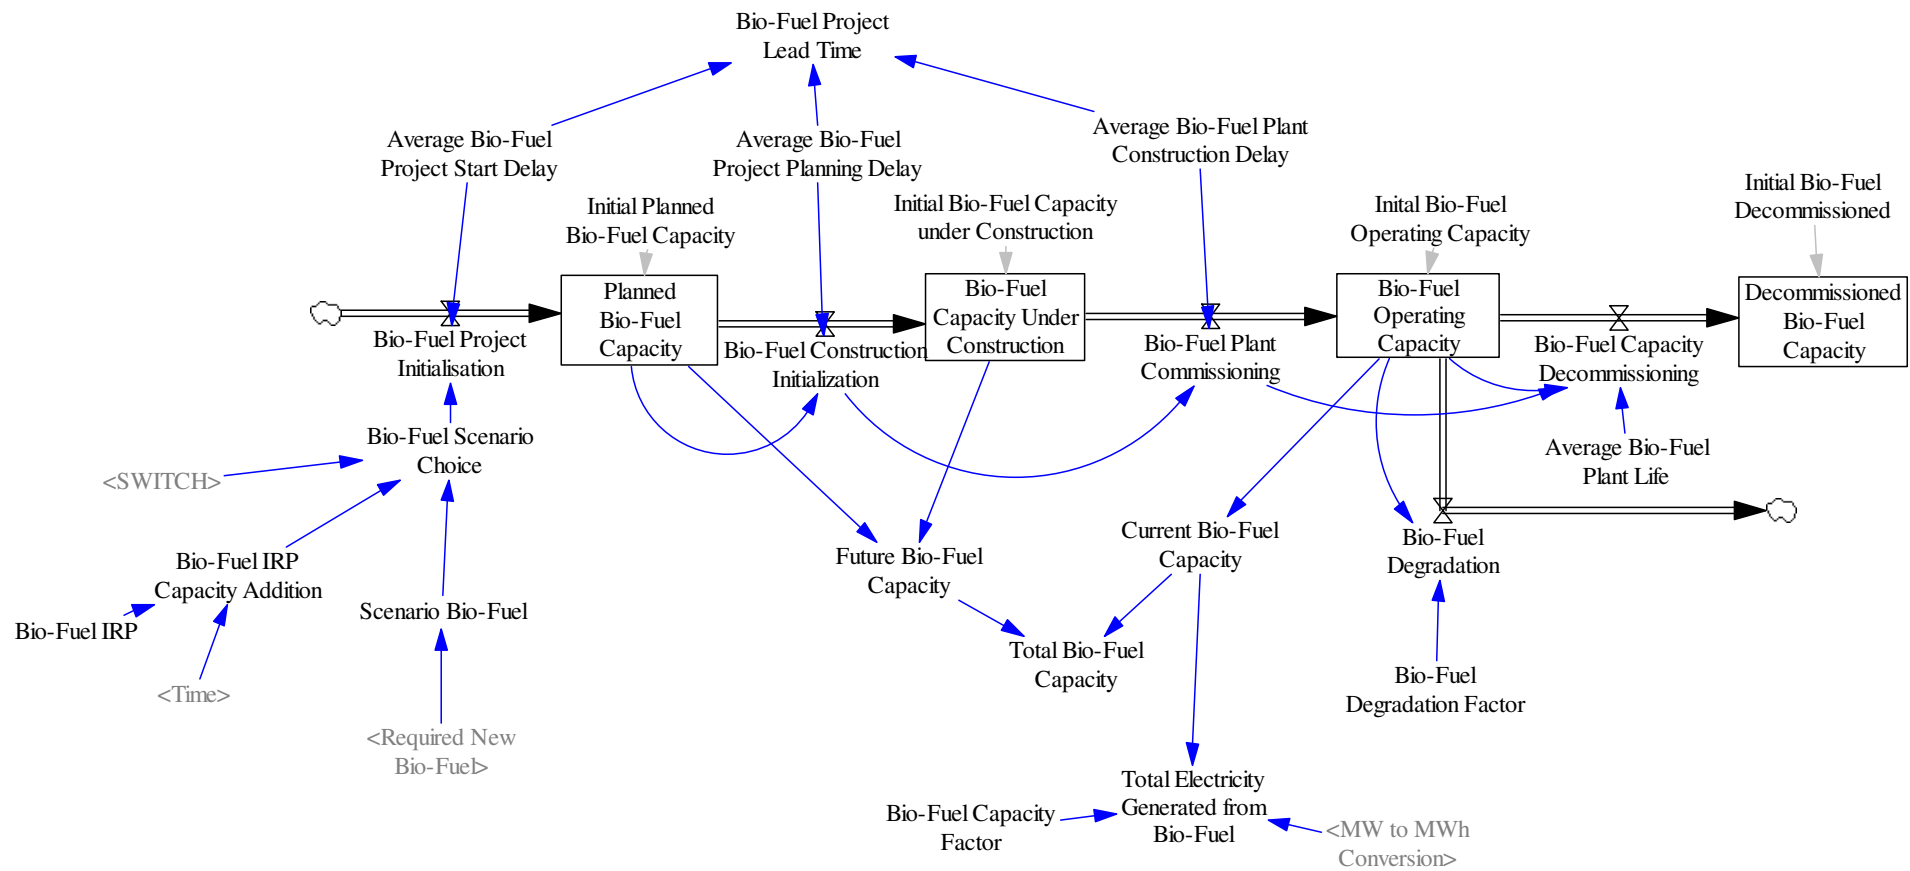 Bio-Fuel Project
Lead Time
Average Bio-Fuel
Project Start Delay
Average Bio-Fuel
Project Planning Delay
Average Bio-Fuel Plant
Construction Delay
Initial Planned
Bio-Fuel Capacity
Initial Bio-Fuel Capacity
under Construction
Inital Bio-Fuel
Operating Capacity
Initial Bio-Fuel
Decommissioned
Planned
Bio-Fuel
Capacity
Bio-Fuel
Capacity Under
Construction
Bio-Fuel
Operating
Capacity
Decommissioned
Bio-Fuel
Capacity
Bio-Fuel Project
Initialisation
Bio-Fuel Construction
Initialization
Bio-Fuel Plant
Commissioning
Bio-Fuel Capacity
Decommissioning
Bio-Fuel Scenario
Choice
<SWITCH>
Average Bio-Fuel
Plant Life
Bio-Fuel IRP
Capacity Addition
Bio-Fuel IRP
<Time>
Scenario Bio-Fuel
<Required New
Bio-Fuel>
Future Bio-Fuel
Capacity
Current Bio-Fuel
Capacity
Bio-Fuel
Degradation
Total Bio-Fuel
Capacity
Bio-Fuel
Degradation Factor
Total Electricity
Generated from
Bio-Fuel
Bio-Fuel Capacity
Factor
<MW to MWh
Conversion>